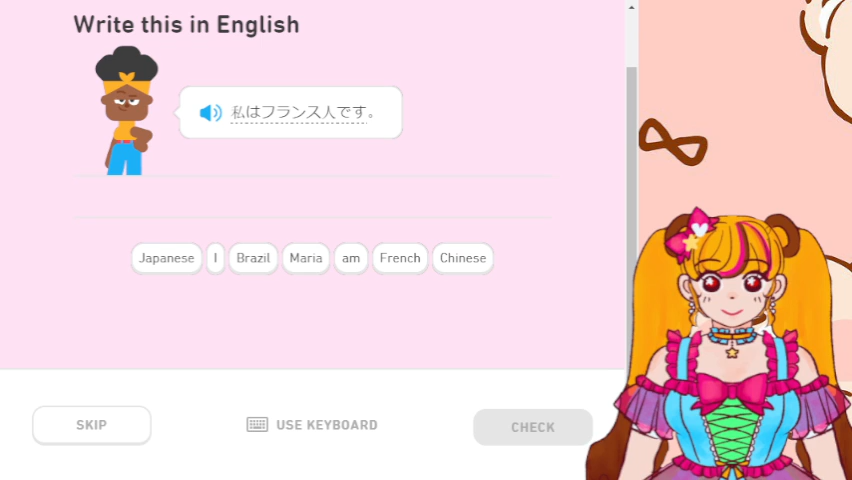 Write this in English
私はフランス人です。
Japanese I Brazil Maria am French Chinese
SKIP USE KEYBOARD CHECK